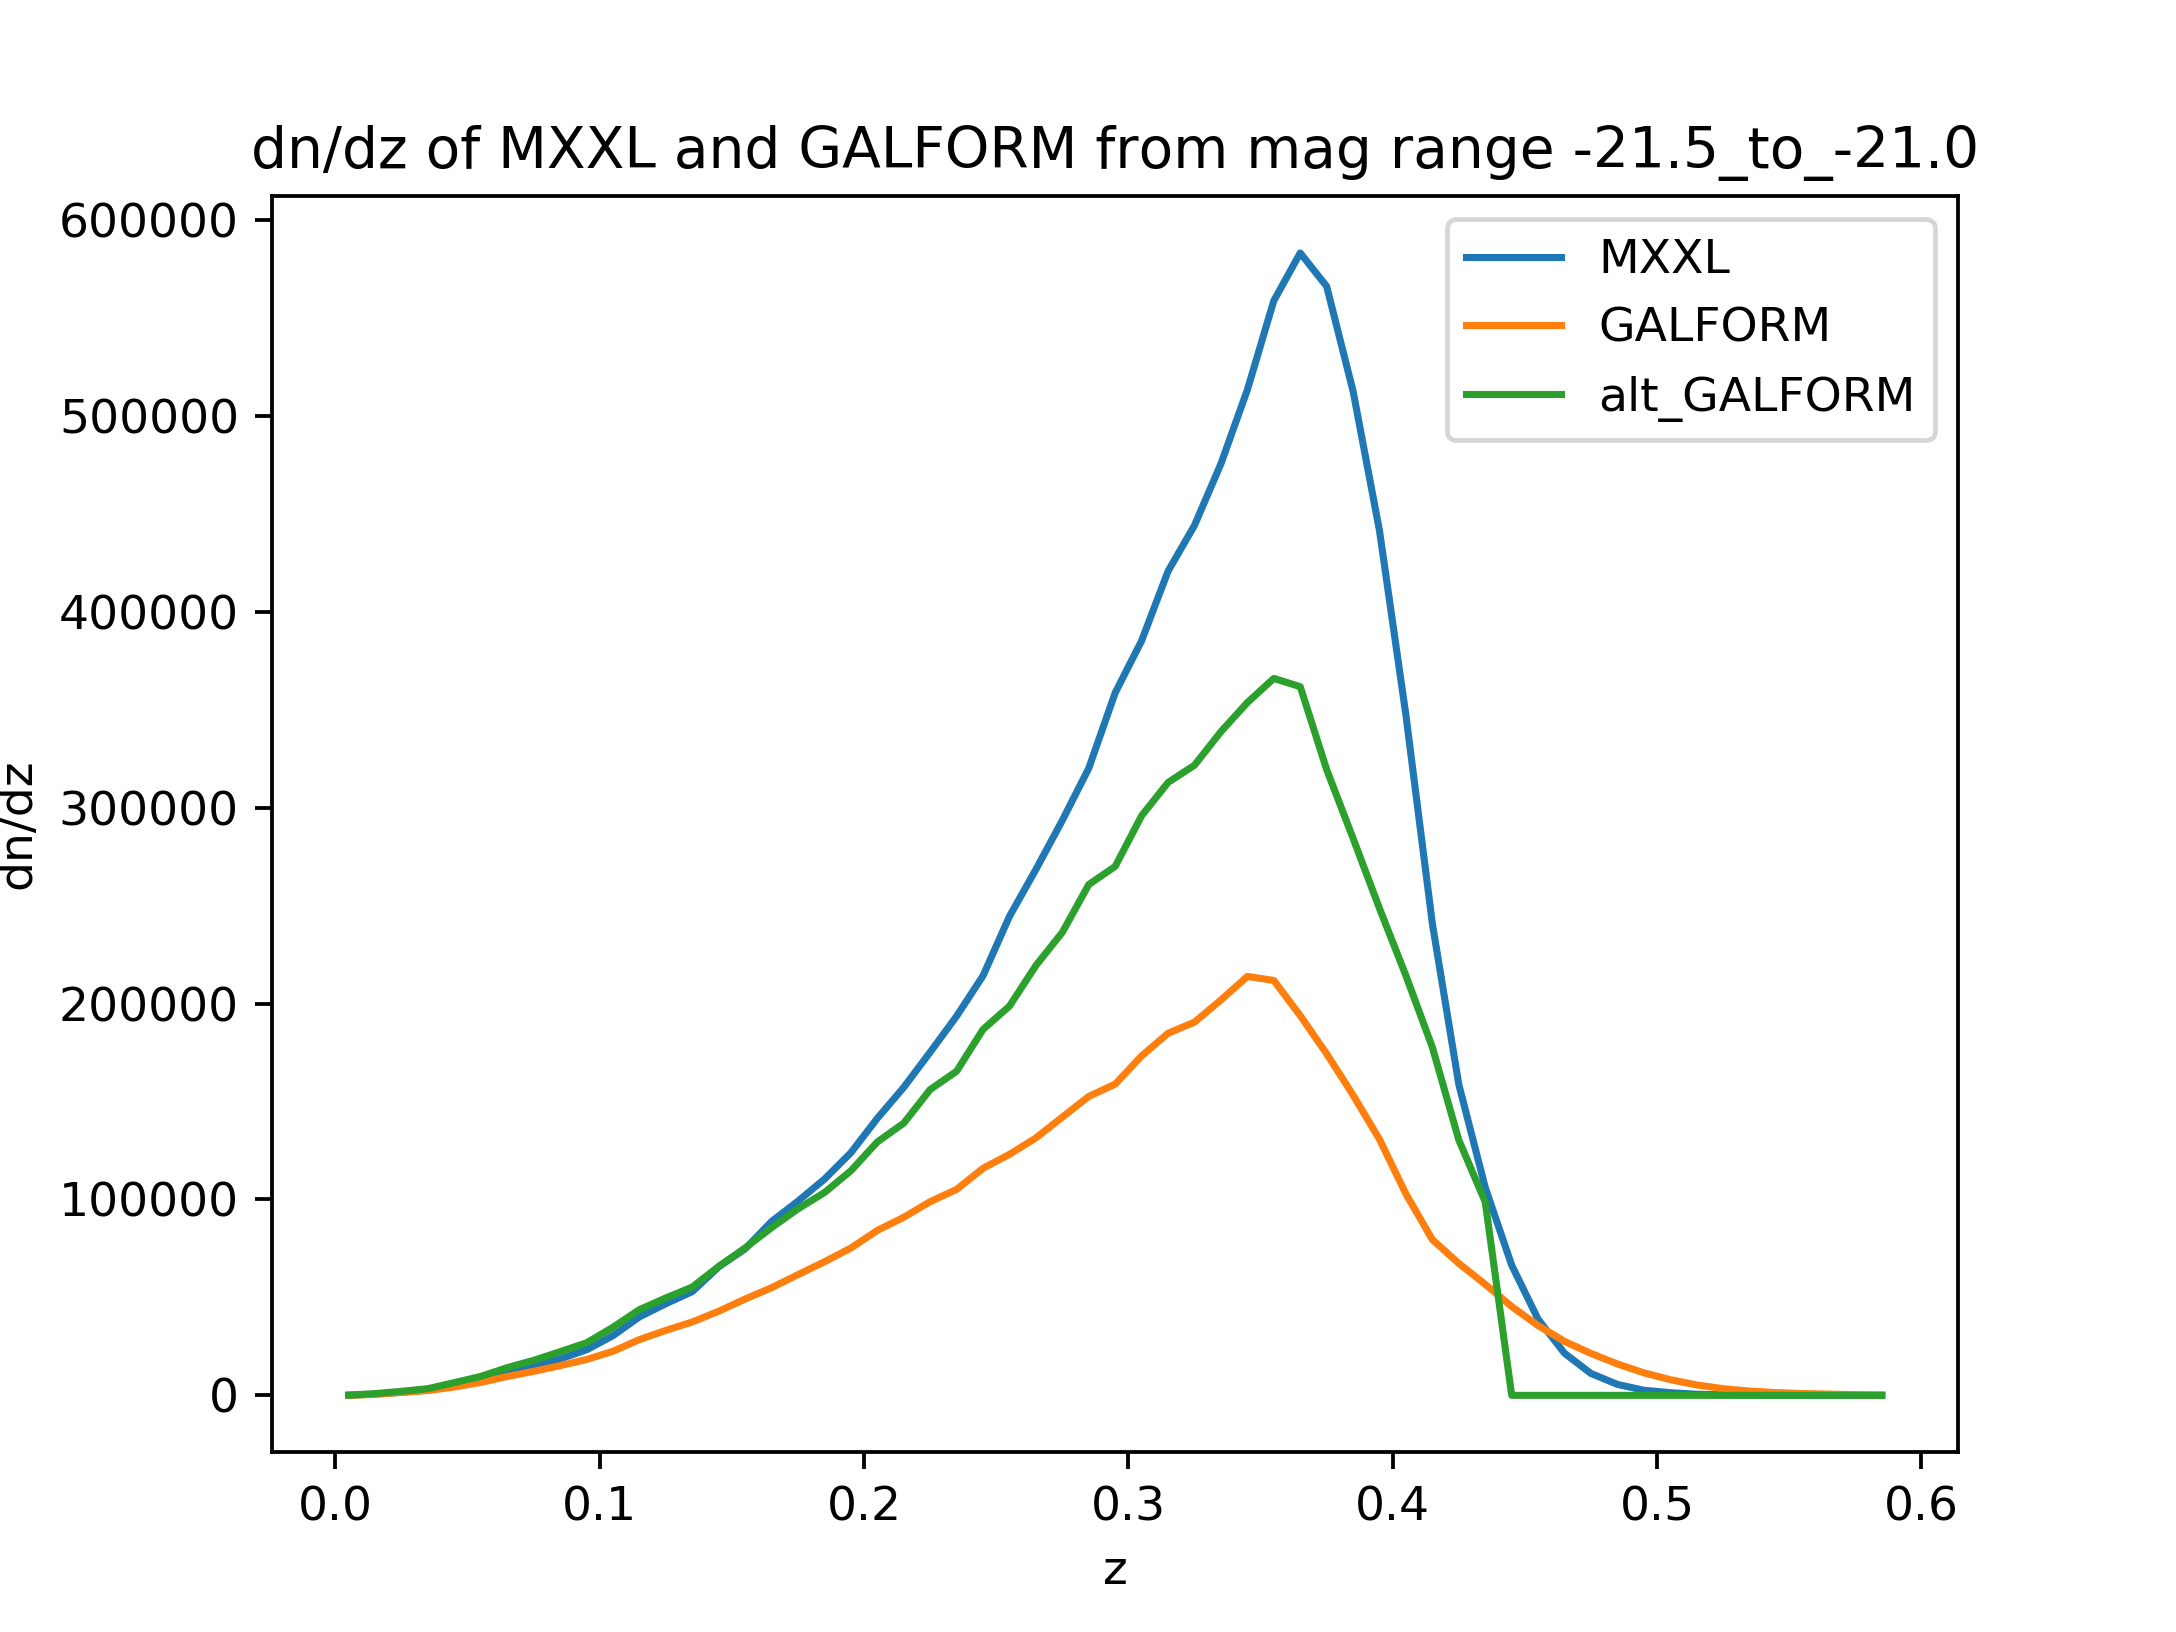 dn/dz of MXXL and GALFORM from mag range -21.5_to_-21.0
600000
500000
400000
300000
200000
100000
0
dn/dz
MXXL
GALFORM
alt_GALFORM
0.0 0.1 0.2 0.3 0.4 0.5 0.6
z